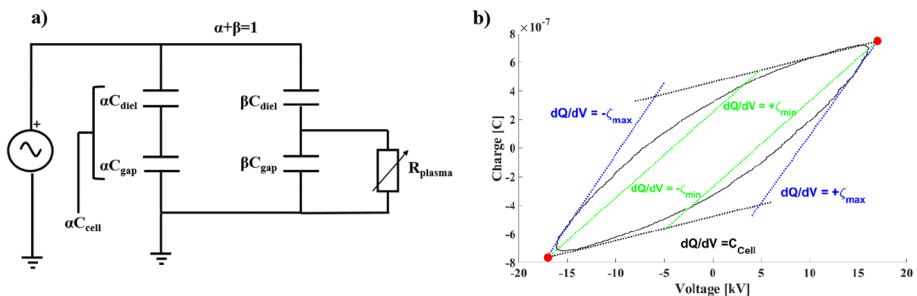 a)
α+β=1
αC_diel
βC_diel
+
αC_gap
βC_gap
R_plasma
αC_cell
b)
×10⁻⁷
8
6
4
2
0
-2
-4
-6
-8
Charge [C]
dQ/dV = -ζ_max
dQ/dV = +ζ_min
dQ/dV = -ζ_min
dQ/dV = +ζ_max
dQ/dV =C_Cell
-20 -15 -10 -5 0 5 10 15 20
Voltage [kV]